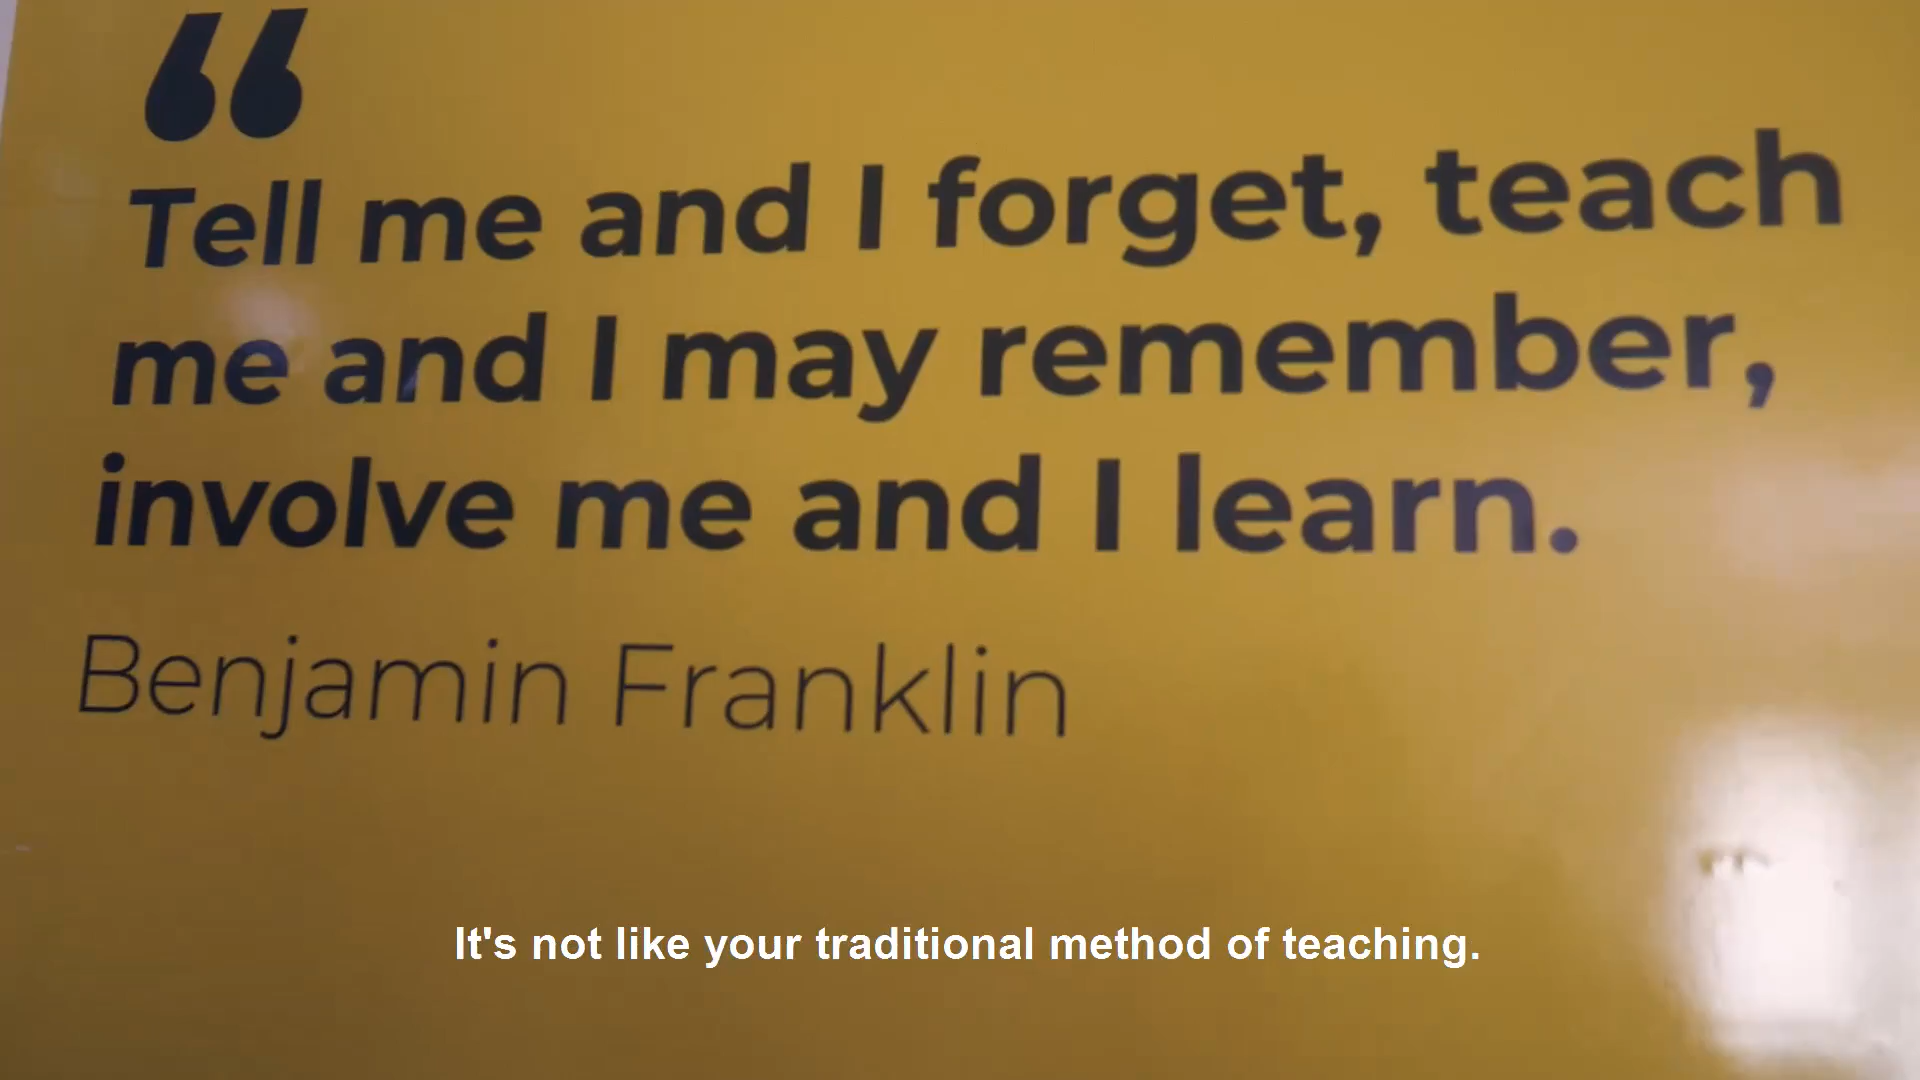 “
Tell me and I forget, teach
me and I may remember,
involve me and I learn.
Benjamin Franklin
It's not like your traditional method of teaching.